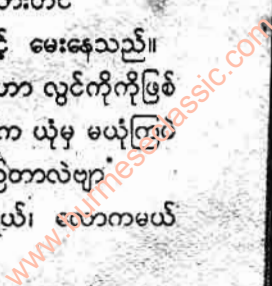 မေးနေသည်။
ဟာ လွင်ကိုကိုဖြစ်
က ယုံမှ မယုံကြပဲ
တာလဲဗျာ
ယ်၊ လောကမယ်
www.burmeseclassic.com